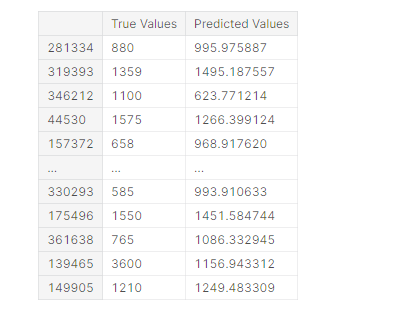 True Values Predicted Values
281334 880 995.975887
319393 1359 1495.187557
346212 1100 623.771214
44530 1575 1266.399124
157372 658 968.917620
... ... ...
330293 585 993.910633
175496 1550 1451.584744
361638 765 1086.332945
139465 3600 1156.943312
149905 1210 1249.483309